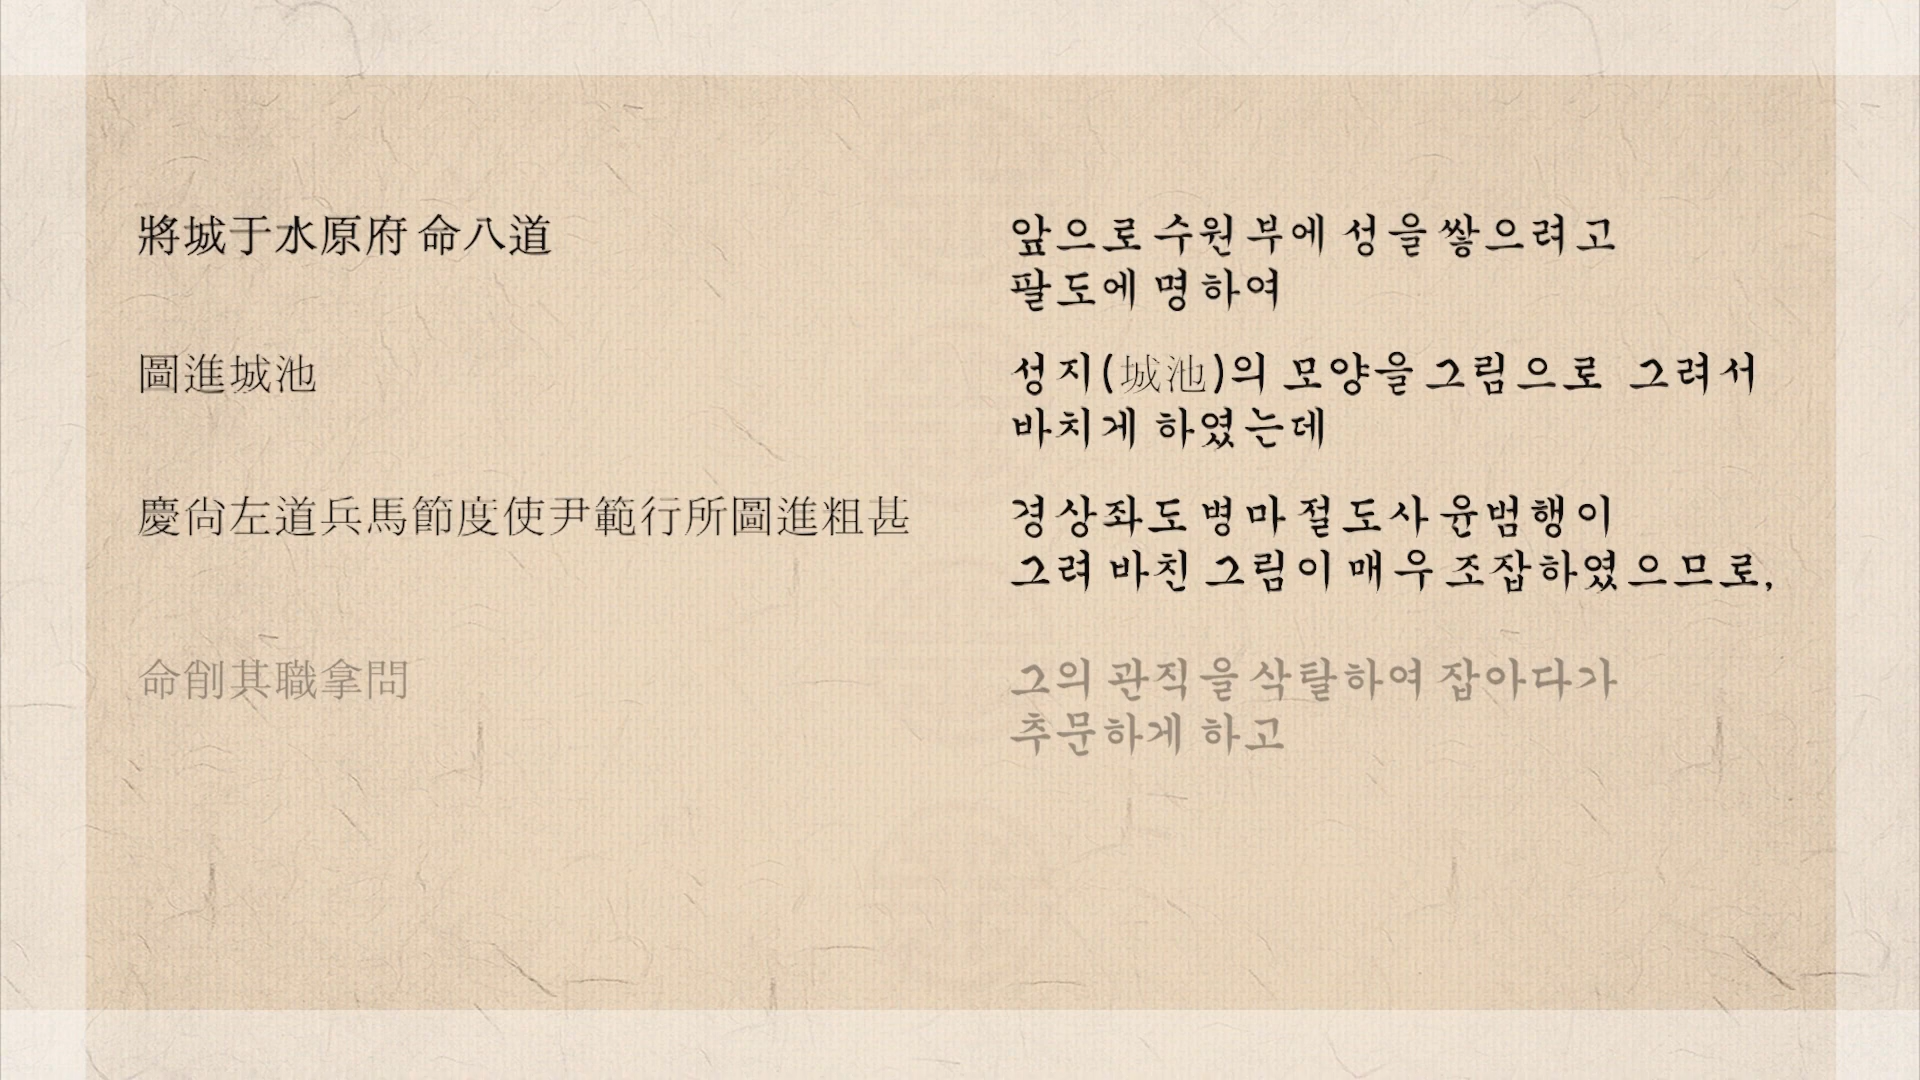 將城于水原府 命八道
앞으로 수원 부에 성을 쌓으려고
팔도에 명하여
圖進城池
성지(城池)의 모양을 그림으로 그려서
바치게 하였는데
慶尙左道兵馬節度使尹範行所圖進粗甚
경상좌도 병마 절도사 윤범행이
그려 바친 그림이 매우 조잡하였으므로,
命削其職拿問
그의 관직을 삭탈하여 잡아다가
추문하게 하고